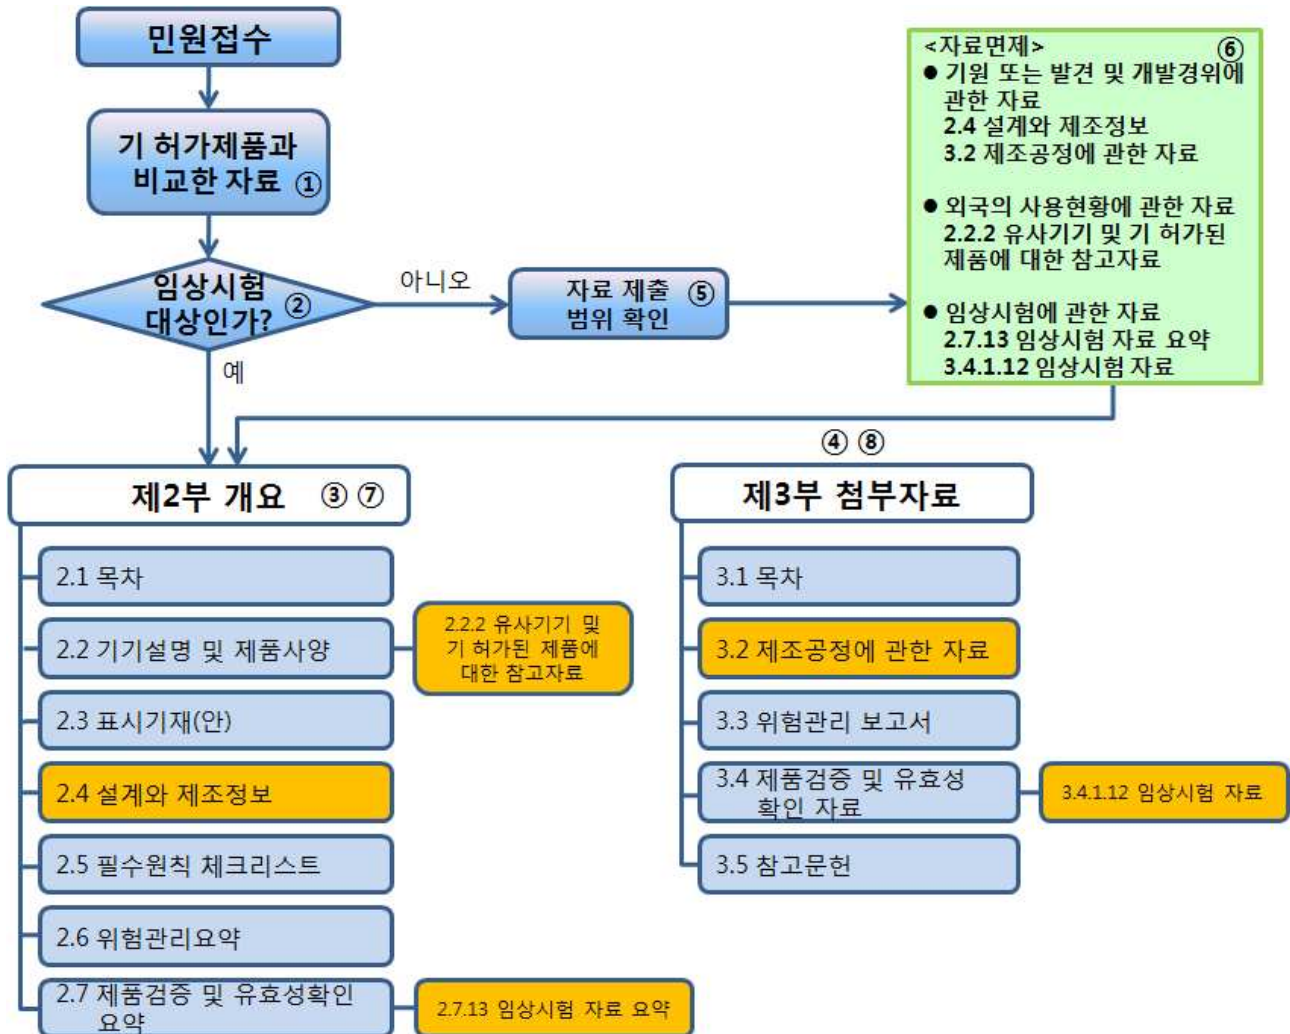 민원접수
기 허가제품과
비교한 자료 ①
임상시험
대상인가? ②
아니오
예
자료 제출 ⑤
범위 확인
<자료면제> ⑥
● 기원 또는 발견 및 개발경위에
관한 자료
2.4 설계와 제조정보
3.2 제조공정에 관한 자료
● 외국의 사용현황에 관한 자료
2.2.2 유사기기 및 기 허가된
제품에 대한 참고자료
● 임상시험에 관한 자료
2.7.13 임상시험 자료 요약
3.4.1.12 임상시험 자료
제2부 개요 ③ ⑦
2.1 목차
2.2 기기설명 및 제품사양
2.2.2 유사기기 및
기 허가된 제품에
대한 참고자료
2.3 표시기재(안)
2.4 설계와 제조정보
2.5 필수원칙 체크리스트
2.6 위험관리요약
2.7 제품검증 및 유효성확인
요약
2.7.13 임상시험 자료 요약
④ ⑧
제3부 첨부자료
3.1 목차
3.2 제조공정에 관한 자료
3.3 위험관리 보고서
3.4 제품검증 및 유효성
확인 자료
3.4.1.12 임상시험 자료
3.5 참고문헌